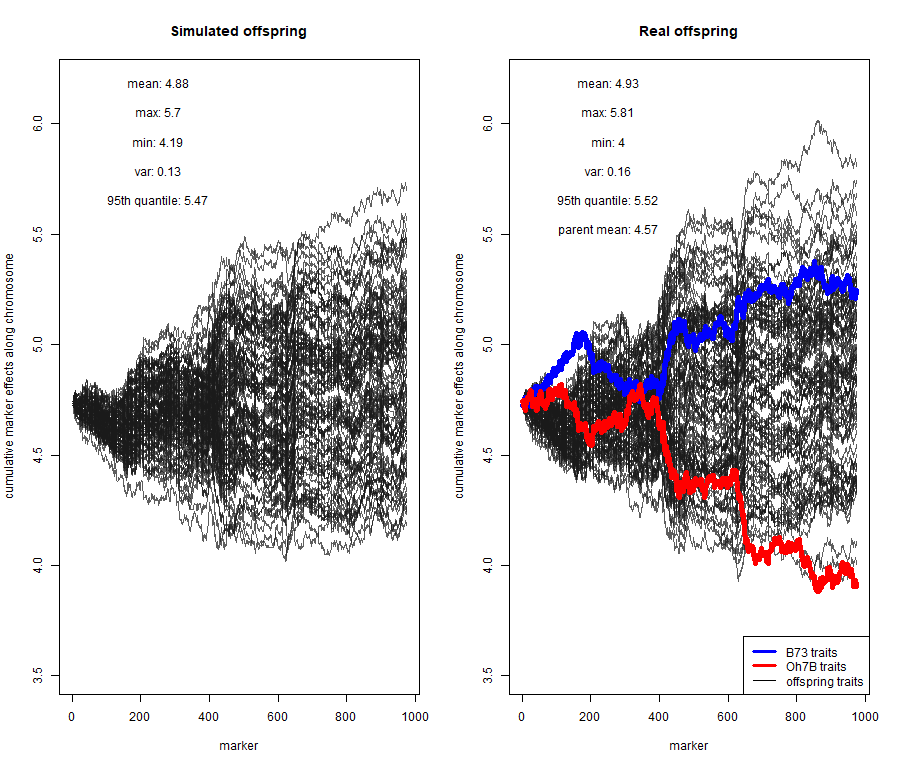 Simulated offspring
mean: 4.88
max: 5.7
min: 4.19
var: 0.13
95th quantile: 5.47
cumulative marker effects along chromosome
6.0
5.5
5.0
4.5
4.0
3.5
0 200 400 600 800 1000
marker
Real offspring
mean: 4.93
max: 5.81
min: 4
var: 0.16
95th quantile: 5.52
parent mean: 4.57
cumulative marker effects along chromosome
6.0
5.5
5.0
4.5
4.0
3.5
B73 traits
Oh7B traits
offspring traits
0 200 400 600 800 1000
marker